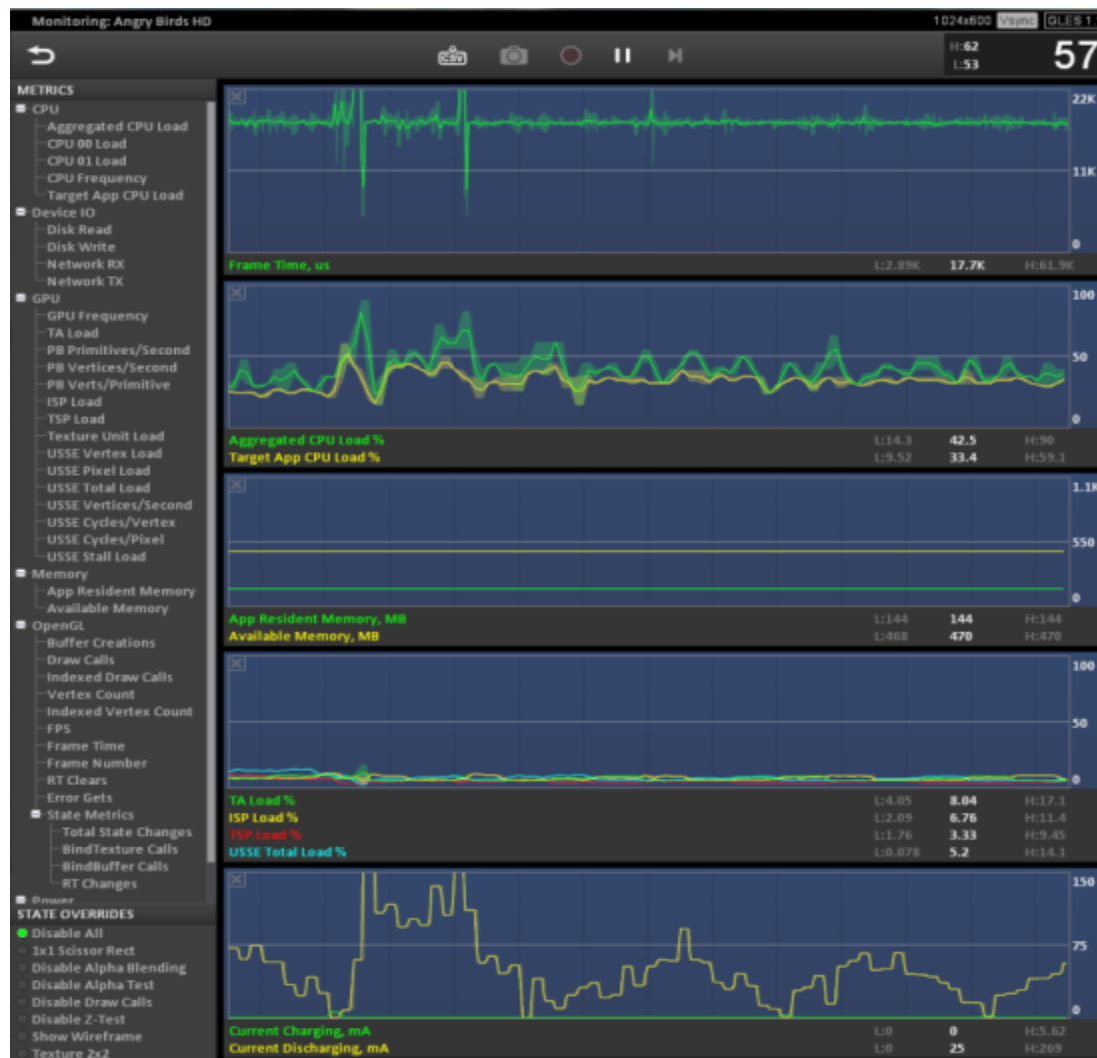 Monitoring: Angry Birds HD
1024x600 Vsync GLES 1.
CSV
H:62
L:53
57
METRICS
CPU
Aggregated CPU Load
CPU 00 Load
CPU 01 Load
CPU Frequency
Target App CPU Load
Device IO
Disk Read
Disk Write
Network RX
Network TX
GPU
GPU Frequency
TA Load
PB Primitives/Second
PB Vertices/Second
PB Verts/Primitive
ISP Load
TSP Load
Texture Unit Load
USSE Vertex Load
USSE Pixel Load
USSE Total Load
USSE Vertices/Second
USSE Cycles/Vertex
USSE Cycles/Pixel
USSE Stall Load
Memory
App Resident Memory
Available Memory
OpenGL
Buffer Creations
Draw Calls
Indexed Draw Calls
Vertex Count
Indexed Vertex Count
FPS
Frame Time
Frame Number
RT Clears
Error Gets
State Metrics
Total State Changes
BindTexture Calls
BindBuffer Calls
RT Changes
Power
STATE OVERRIDES
Disable All
1x1 Scissor Rect
Disable Alpha Blending
Disable Alpha Test
Disable Draw Calls
Disable Z-Test
Show Wireframe
Texture 2x2
22K
11K
0
Frame Time, us L:2.89K 17.7K H:61.9K
100
50
0
Aggregated CPU Load % L:14.3 42.5 H:90
Target App CPU Load % L:9.52 33.4 H:59.1
1.1K
550
0
App Resident Memory, MB L:144 144 H:144
Available Memory, MB L:468 470 H:470
100
50
0
TA Load % L:4.05 8.04 H:17.1
ISP Load % L:2.09 6.76 H:11.4
TSP Load % L:1.76 3.33 H:9.45
USSE Total Load % L:0.078 5.2 H:14.1
150
75
0
Current Charging, mA L:0 0 H:5.62
Current Discharging, mA L:0 25 H:269